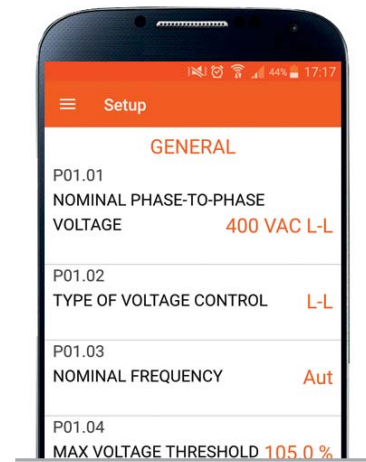 44% 17:17
Setup
GENERAL
P01.01
NOMINAL PHASE-TO-PHASE
VOLTAGE 400 VAC L-L
P01.02
TYPE OF VOLTAGE CONTROL L-L
P01.03
NOMINAL FREQUENCY Aut
P01.04
MAX VOLTAGE THRESHOLD 105.0 %